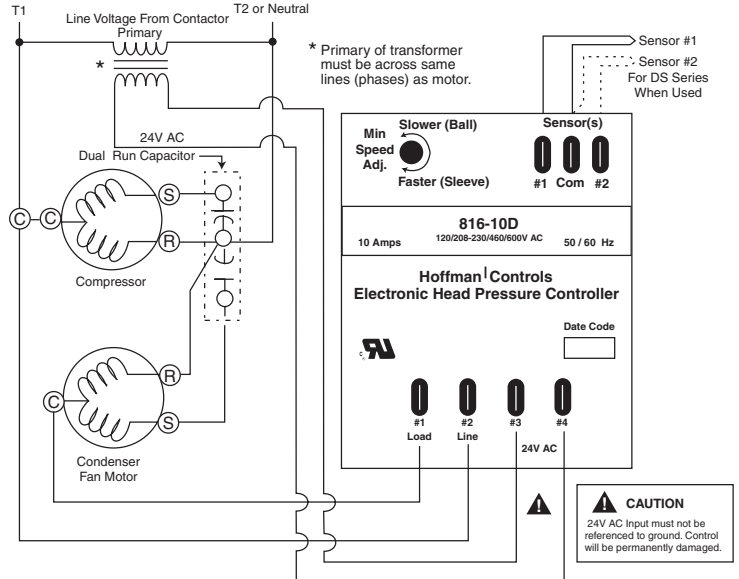 T1
Line Voltage From Contactor
Primary
T2 or Neutral
*
* Primary of transformer
must be across same
lines (phases) as motor.
Sensor #1
Sensor #2
For DS Series
When Used
24V AC
Dual Run Capacitor
S
C
C
R
Compressor
R
C
S
Condenser
Fan Motor
Min
Speed
Adj.
Slower (Ball)
Faster (Sleeve)
Sensor(s)
#1 Com #2
816-10D
10 Amps
120/208-230/460/600V AC
50 / 60 Hz
Hoffman Controls
Electronic Head Pressure Controller
Date Code
c RU
#1
Load
#2
Line
#3
#4
24V AC
! 
! CAUTION
24V AC Input must not be
referenced to ground. Control
will be permanently damaged.